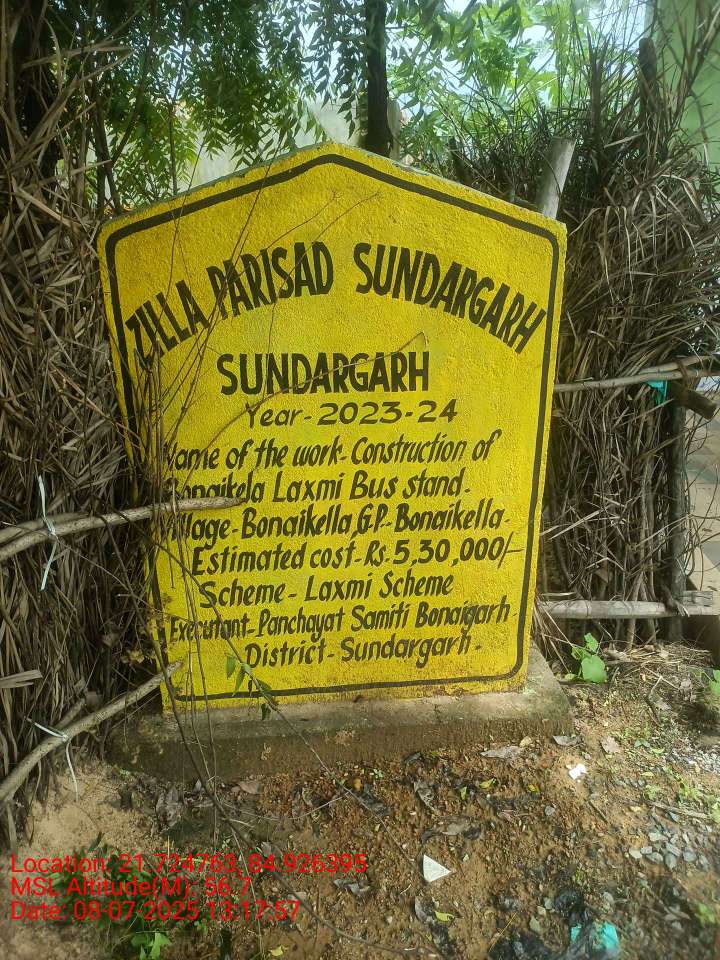 ZILLA PARISAD SUNDARGARH
SUNDARGARH
Year-2023-24
Name of the work-Construction of
Bonaikela Laxmi Bus stand-
Village-Bonaikella,G.P-Bonaikella-
Estimated cost-Rs.5,30,000/-
Scheme-Laxmi Scheme
Executant-Panchayat Samiti Bonaigarh-
District-Sundargarh-
Location: 21.724763, 84.926395
MSL Altitude(M): 56.7
Date: 08-07-2025 13:17:57